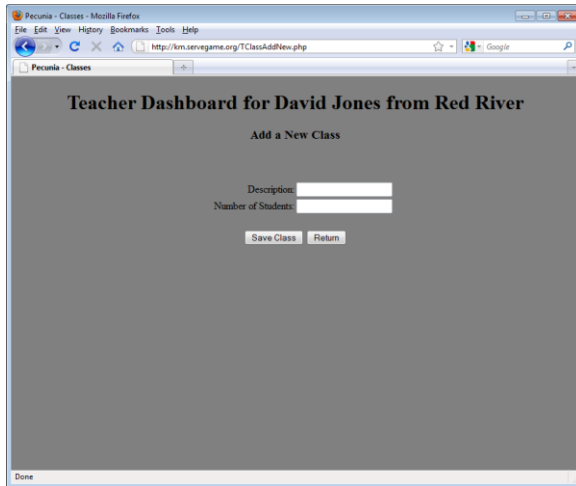 Pecunia - Classes - Mozilla Firefox
File Edit View History Bookmarks Tools Help
http://km.servegame.org/TClassAddNew.php
Google
Pecunia - Classes
Teacher Dashboard for David Jones from Red River
Add a New Class
Description:
Number of Students:
Save Class Return
Done